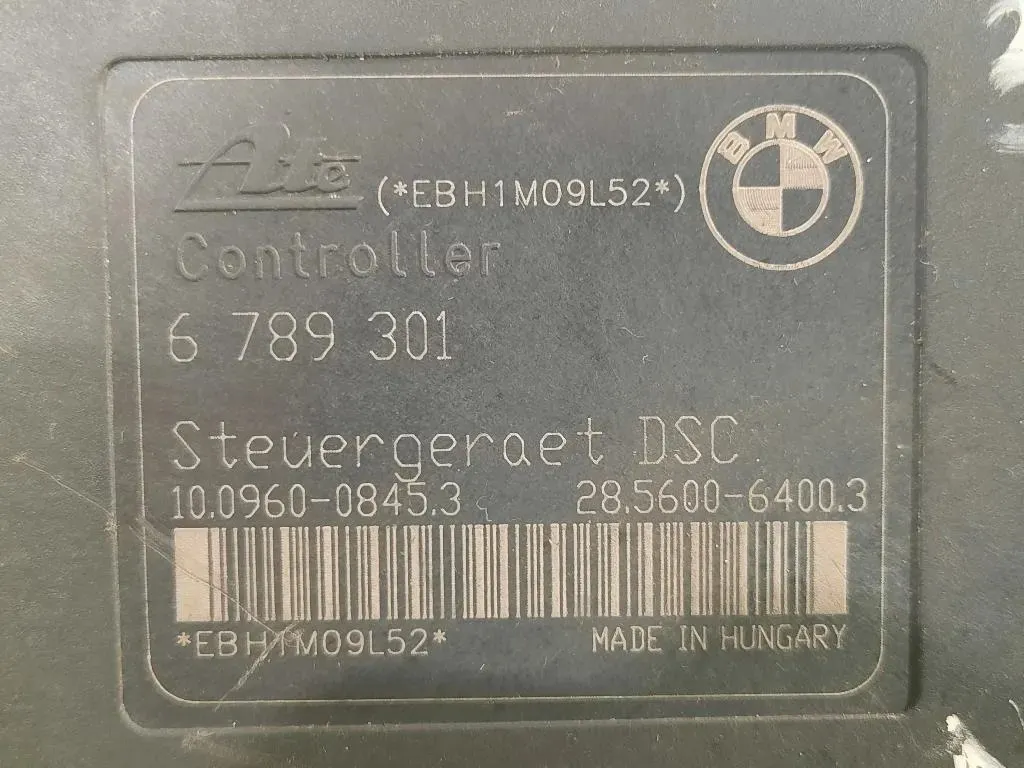 Ate
(*EBH1M09L52*)
BMW
Controller
6 789 301
Steuergeraet DSC
10.0960-0845.3 28.5600-6400.3
*EBH1M09L52* MADE IN HUNGARY